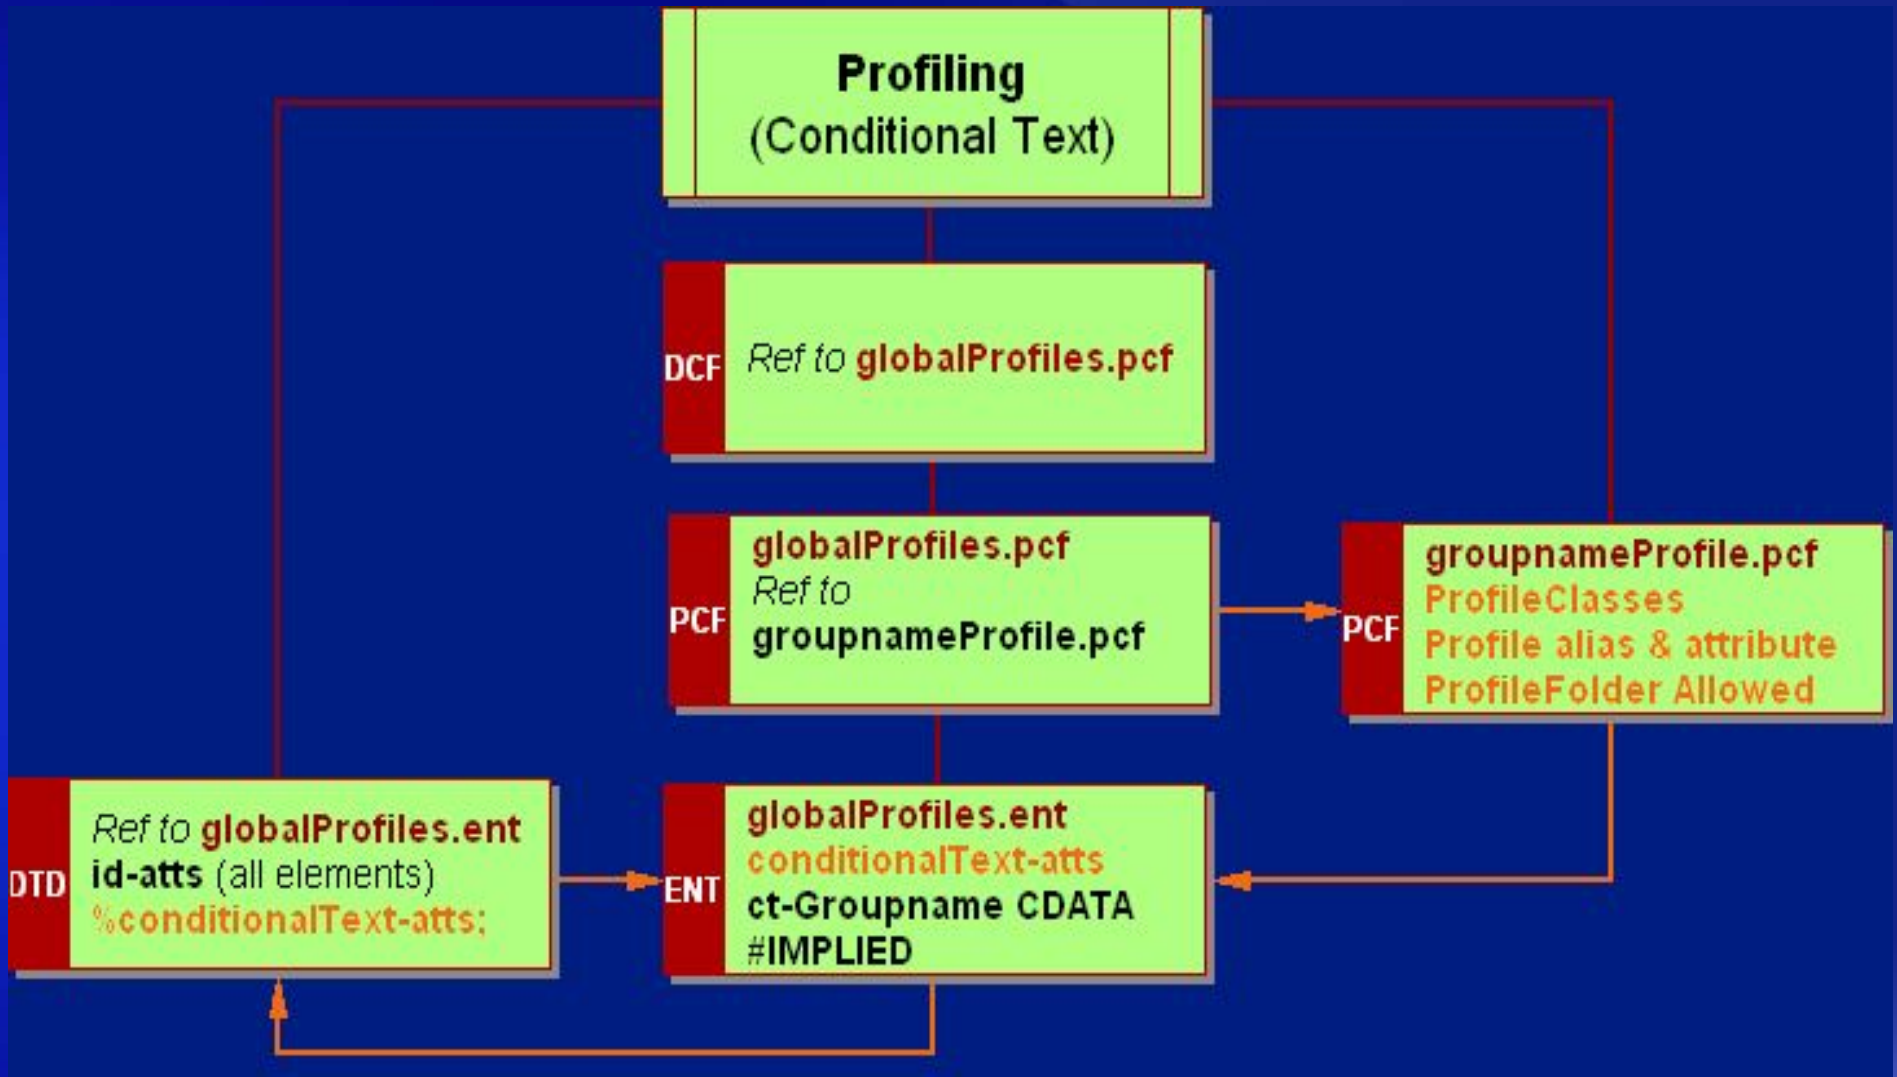 Profiling
(Conditional Text)
DCF
Ref to globalProfiles.pcf
PCF
globalProfiles.pcf
Ref to
groupnameProfile.pcf
PCF
groupnameProfile.pcf
ProfileClasses
Profile alias & attribute
ProfileFolder Allowed
DTD
Ref to globalProfiles.ent
id-atts (all elements)
%conditionalText-atts;
ENT
globalProfiles.ent
conditionalText-atts
ct-Groupname CDATA
#IMPLIED